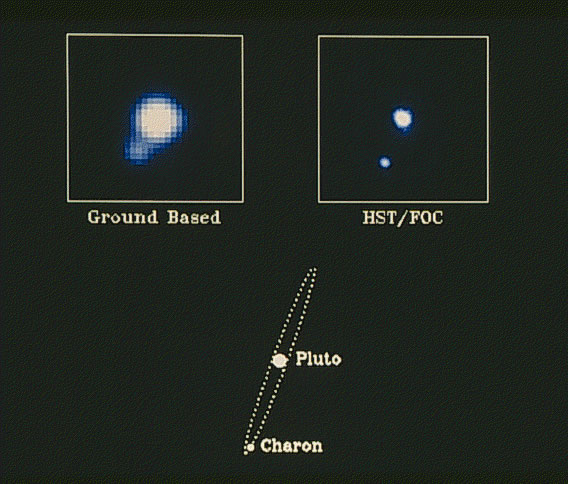 Ground Based
HST/FOC
Pluto
Charon